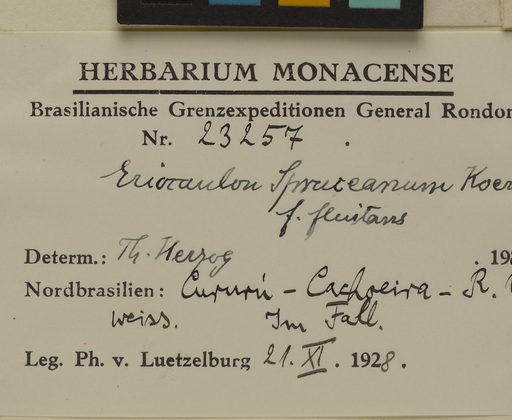 HERBARIUM MONACENSE
Brasilianische Grenzexpeditionen General Rondon
Nr. 23257 .
Eriocaulon Spruceanum Koer
f. fluitans
Determ.: Th. Herzog . 19
Nordbrasilien: Cururú - Cachoeira - R.
weiss. Im Fall.
Leg. Ph. v. Luetzelburg 21. XI. 1928.